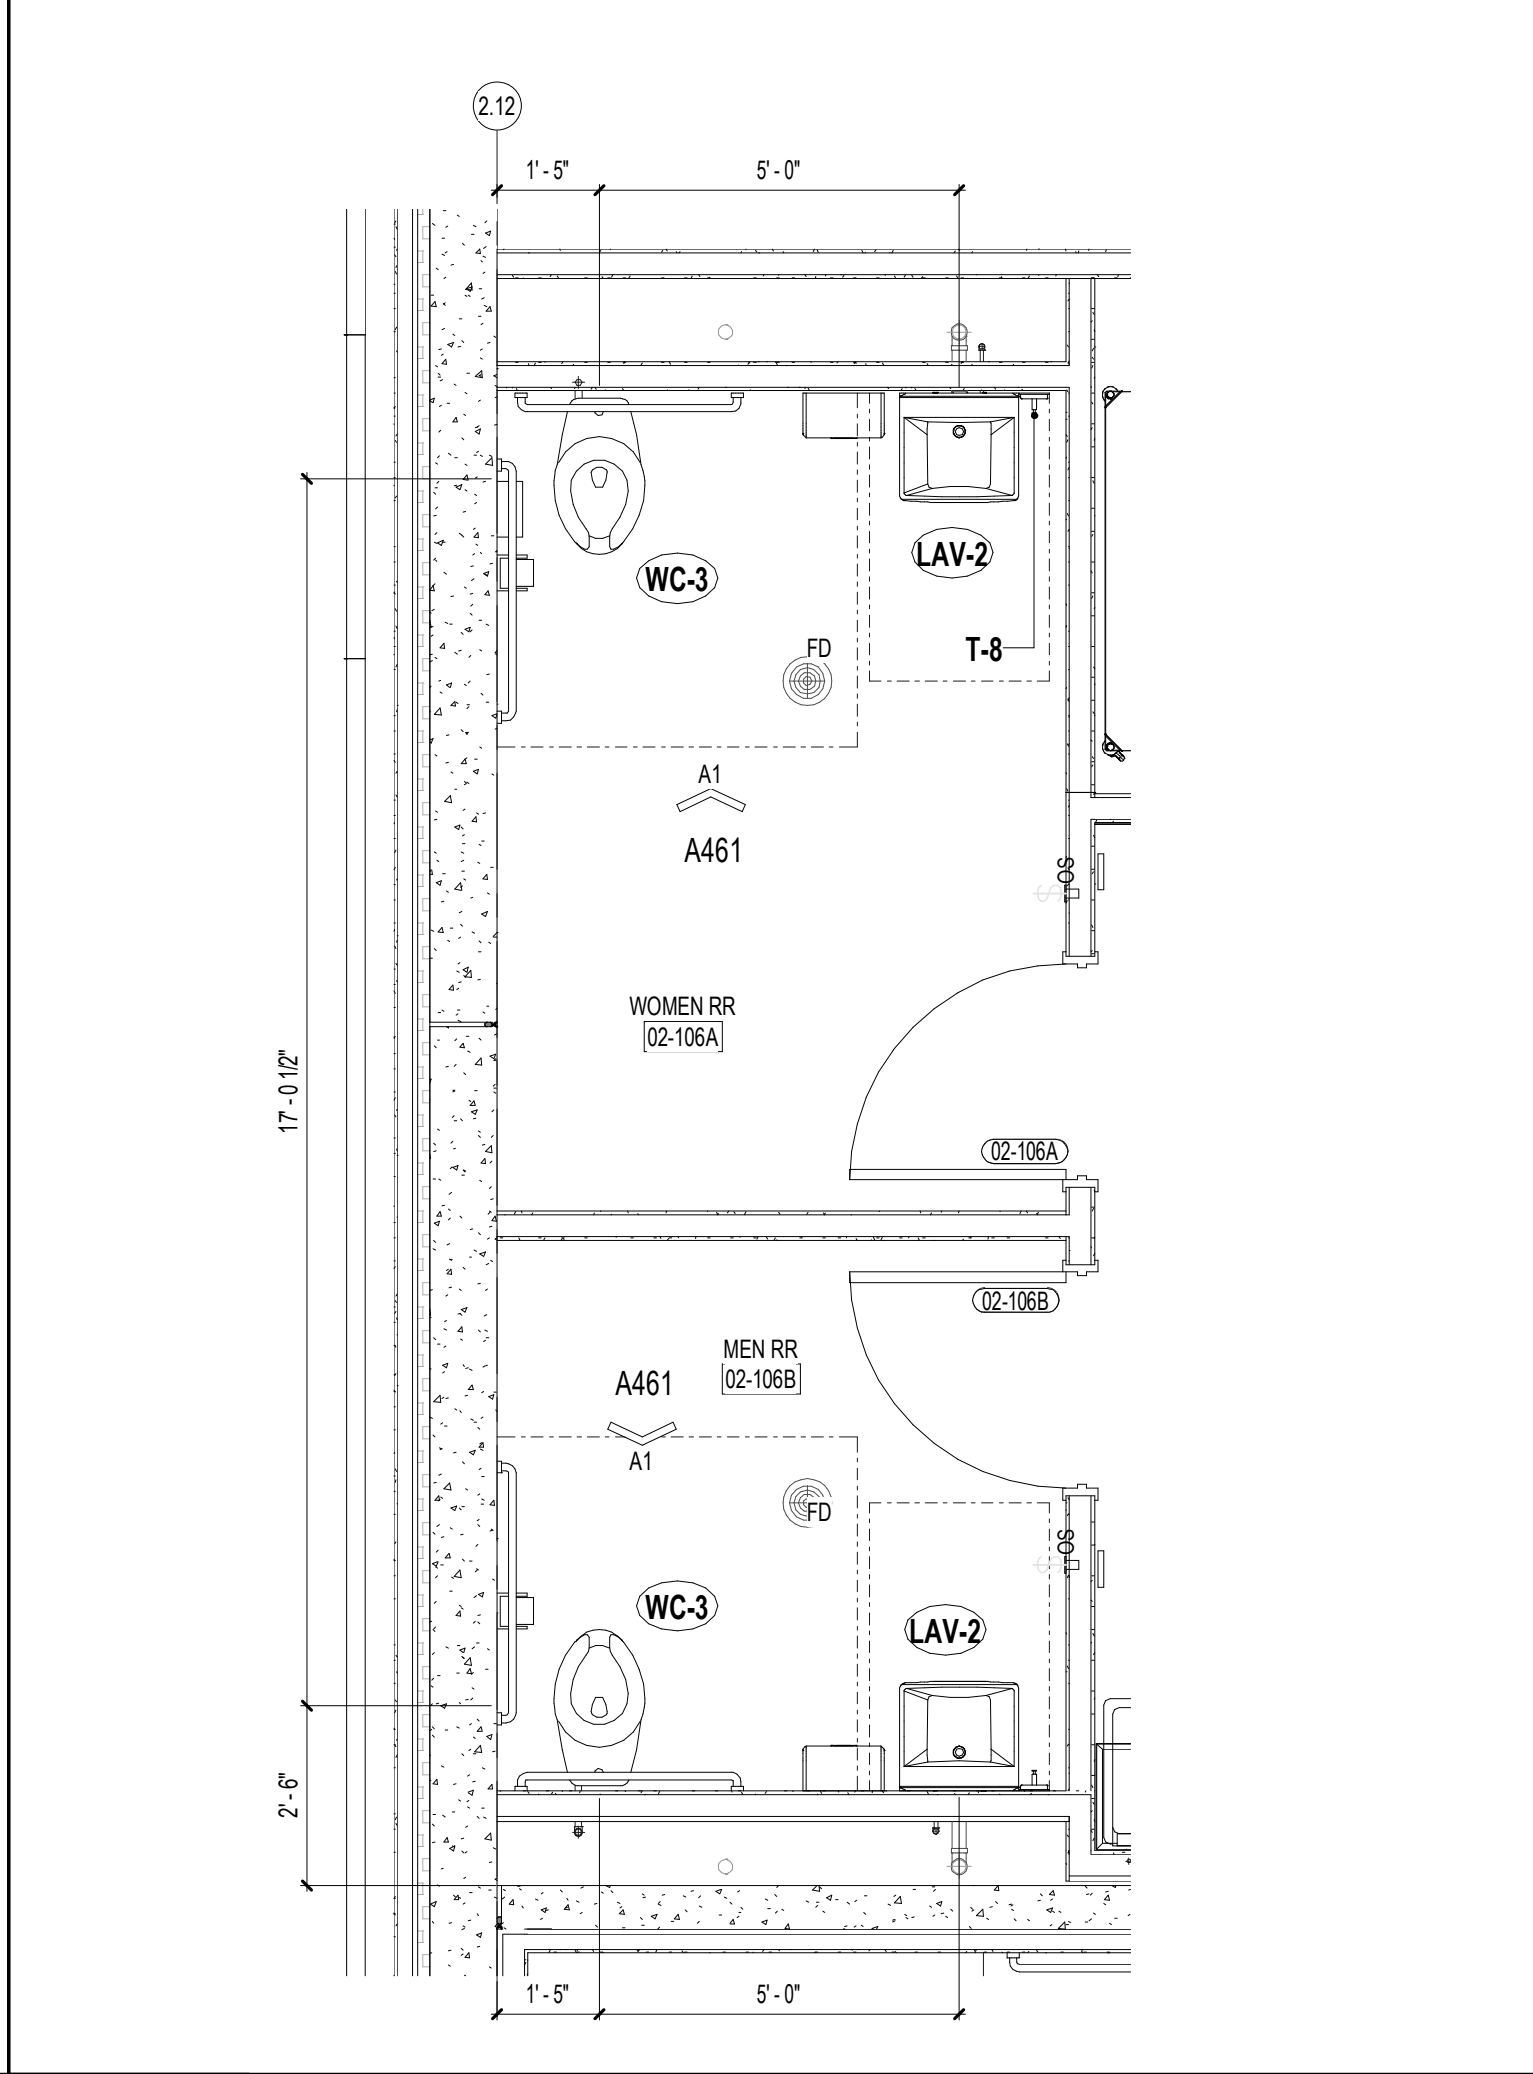 2.12
1' - 5"
5' - 0"
WC-3
LAV-2
FD
T-8
A1
A461
$
OS
WOMEN RR
02-106A
17' - 0 1/2"
02-106A
02-106B
MEN RR
02-106B
A461
A1
FD
$
OS
WC-3
LAV-2
2' - 6"
1' - 5"
5' - 0"